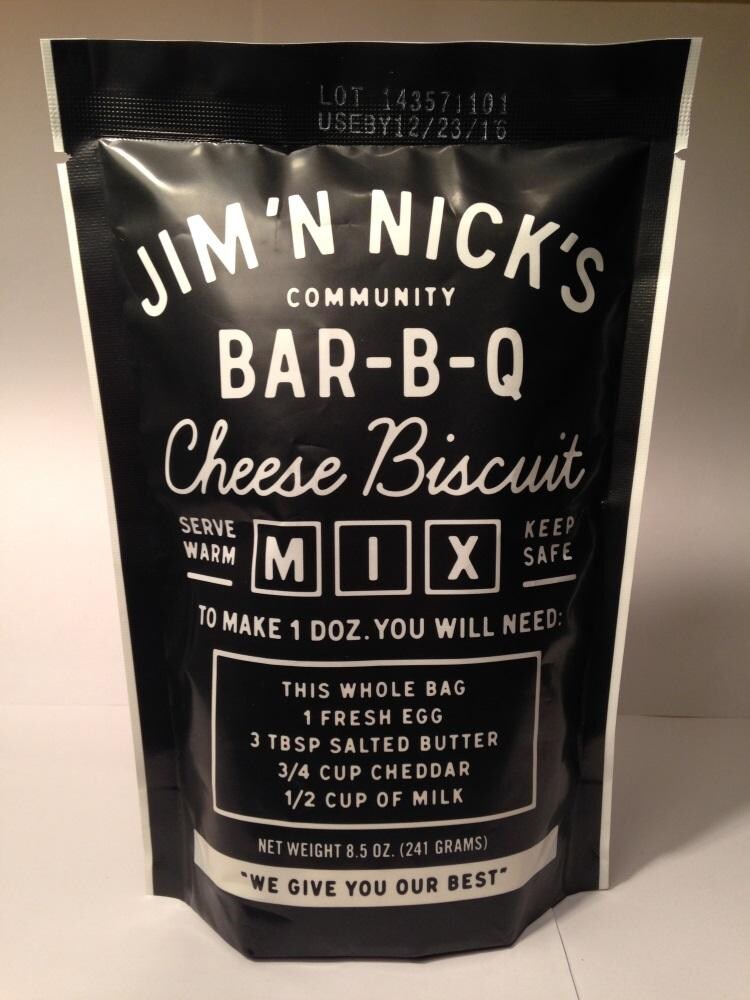 LOT 143571101
USEBY12/23/16
JIM'N NICK'S
COMMUNITY
BAR-B-Q
Cheese Biscuit
SERVE WARM
MIX
KEEP SAFE
TO MAKE 1 DOZ. YOU WILL NEED:
THIS WHOLE BAG
1 FRESH EGG
3 TBSP SALTED BUTTER
3/4 CUP CHEDDAR
1/2 CUP OF MILK
NET WEIGHT 8.5 OZ. (241 GRAMS)
"WE GIVE YOU OUR BEST"